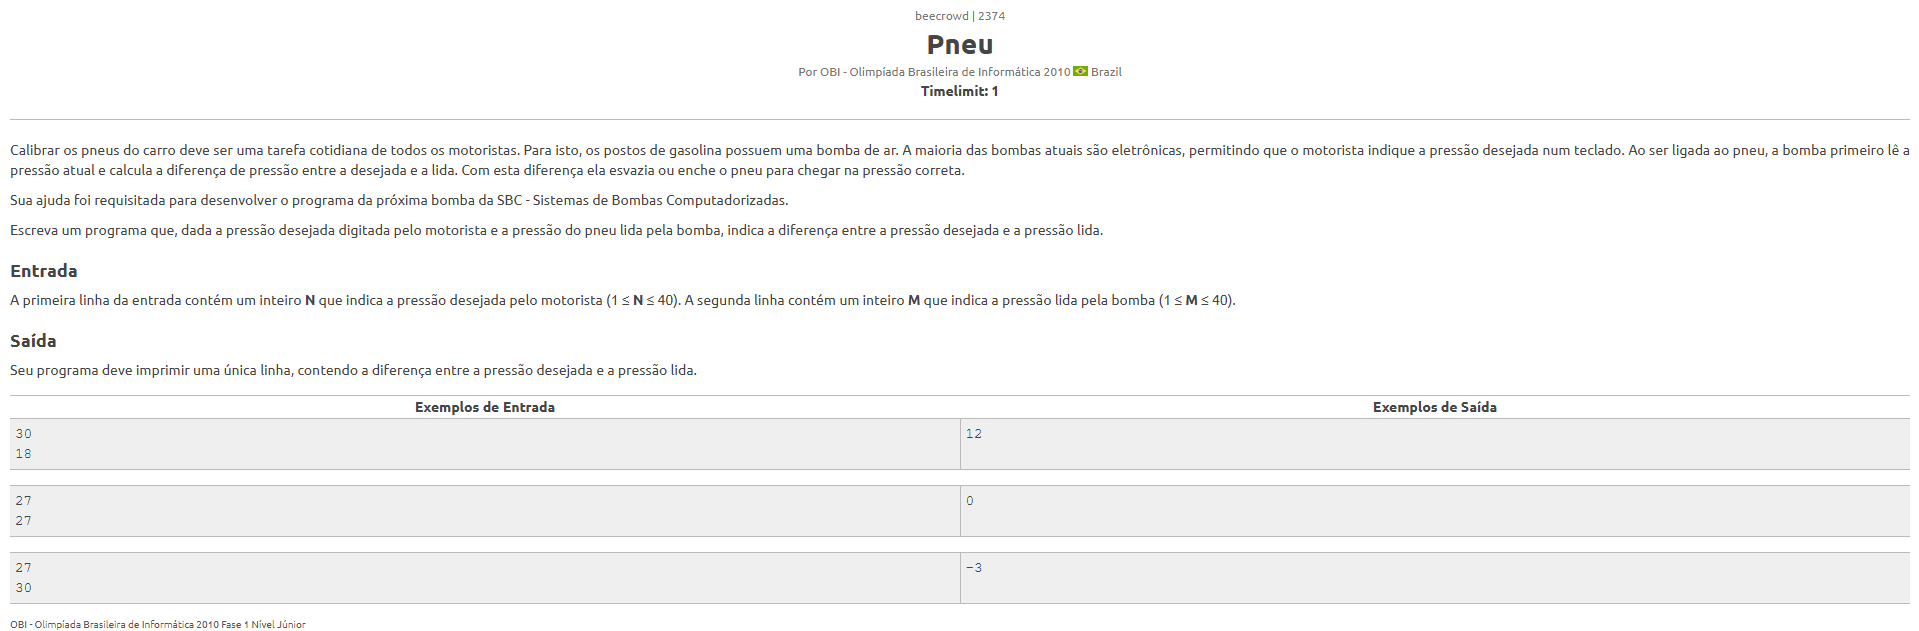 beecrowd | 2374
Pneu
Por OBI - Olimpíada Brasileira de Informática 2010 Brazil
Timelimit: 1
Calibrar os pneus do carro deve ser uma tarefa cotidiana de todos os motoristas. Para isto, os postos de gasolina possuem uma bomba de ar. A maioria das bombas atuais são eletrônicas, permitindo que o motorista indique a pressão desejada num teclado. Ao ser ligada ao pneu, a bomba primeiro lê a
pressão atual e calcula a diferença de pressão entre a desejada e a lida. Com esta diferença ela esvazia ou enche o pneu para chegar na pressão correta.
Sua ajuda foi requisitada para desenvolver o programa da próxima bomba da SBC - Sistemas de Bombas Computadorizadas.
Escreva um programa que, dada a pressão desejada digitada pelo motorista e a pressão do pneu lida pela bomba, indica a diferença entre a pressão desejada e a pressão lida.
Entrada
A primeira linha da entrada contém um inteiro N que indica a pressão desejada pelo motorista (1 ≤ N ≤ 40). A segunda linha contém um inteiro M que indica a pressão lida pela bomba (1 ≤ M ≤ 40).
Saída
Seu programa deve imprimir uma única linha, contendo a diferença entre a pressão desejada e a pressão lida.
Exemplos de Entrada Exemplos de Saída
30 12
18
27 0
27
27 -3
30
OBI - Olimpíada Brasileira de Informática 2010 Fase 1 Nível Júnior